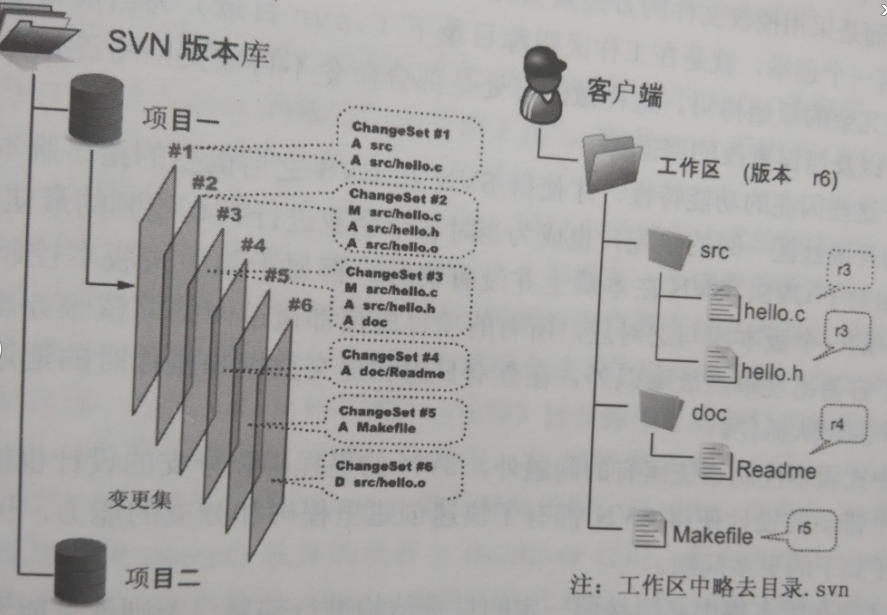 SVN 版本库
项目一
#1
#2
#3
#4
#5
#6
ChangeSet #1
A src
A src/hello.c
ChangeSet #2
M src/hello.c
A src/hello.h
A src/hello.o
ChangeSet #3
M src/hello.c
A src/hello.h
A doc
ChangeSet #4
A doc/Readme
ChangeSet #5
A Makefile
ChangeSet #6
D src/hello.o
变更集
项目二
客户端
工作区 (版本 r6)
src
r3
hello.c
r3
hello.h
doc
r4
Readme
Makefile
r5
注：工作区中略去目录.svn